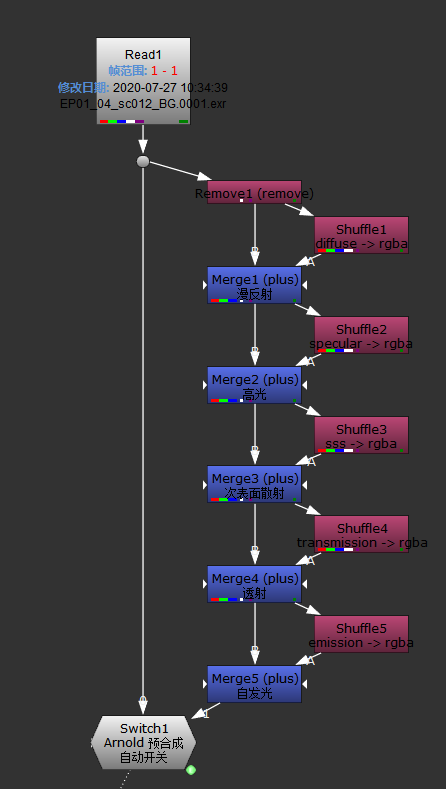 Read1
帧范围: 1 - 1
修改日期: 2020-07-27 10:34:39
EP01_04_sc012_BG.0001.exr
Remove1 (remove)
Shuffle1
diffuse -> rgba
B
A
Merge1 (plus)
漫反射
Shuffle2
specular -> rgba
B
A
Merge2 (plus)
高光
Shuffle3
sss -> rgba
B
A
Merge3 (plus)
次表面散射
Shuffle4
transmission -> rgba
B
A
Merge4 (plus)
透射
Shuffle5
emission -> rgba
B
A
Merge5 (plus)
自发光
0
1
Switch1
Arnold 预合成
自动开关